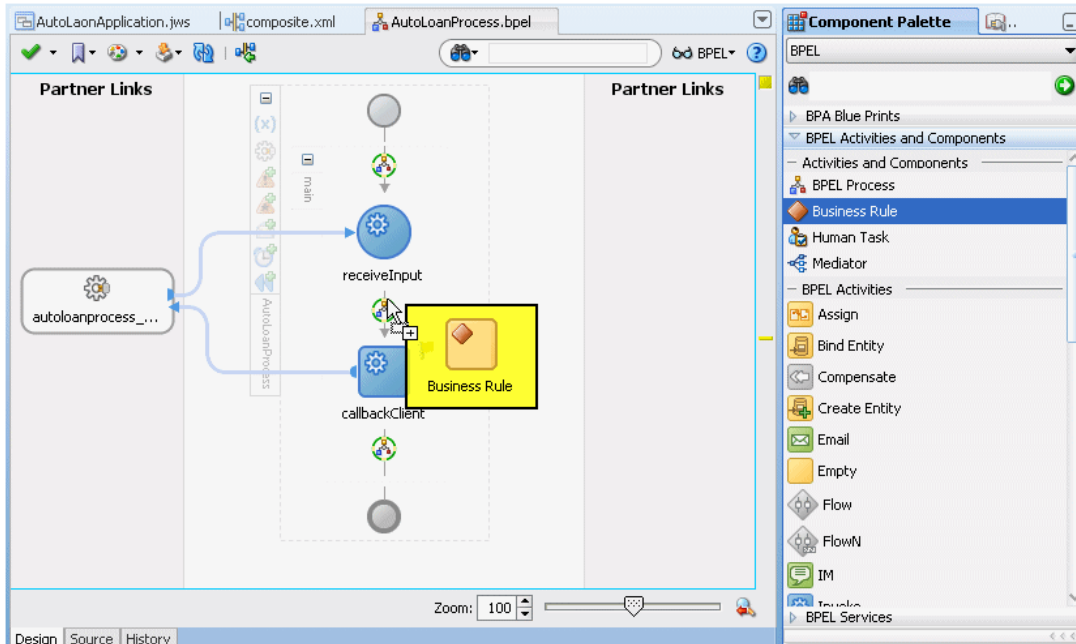 AutoLaonApplication.jws
composite.xml
AutoLoanProcess.bpel
BPEL
Partner Links
Partner Links
(x)
main
receiveInput
autoloanprocess_...
AutoLoanProcess
Business Rule
callbackClient
Zoom: 100
Design Source History
Component Palette
..
BPEL
BPA Blue Prints
BPEL Activities and Components
Activities and Components
BPEL Process
Business Rule
Human Task
Mediator
BPEL Activities
Assign
Bind Entity
Compensate
Create Entity
Email
Empty
Flow
FlowN
IM
Invoke
BPEL Services